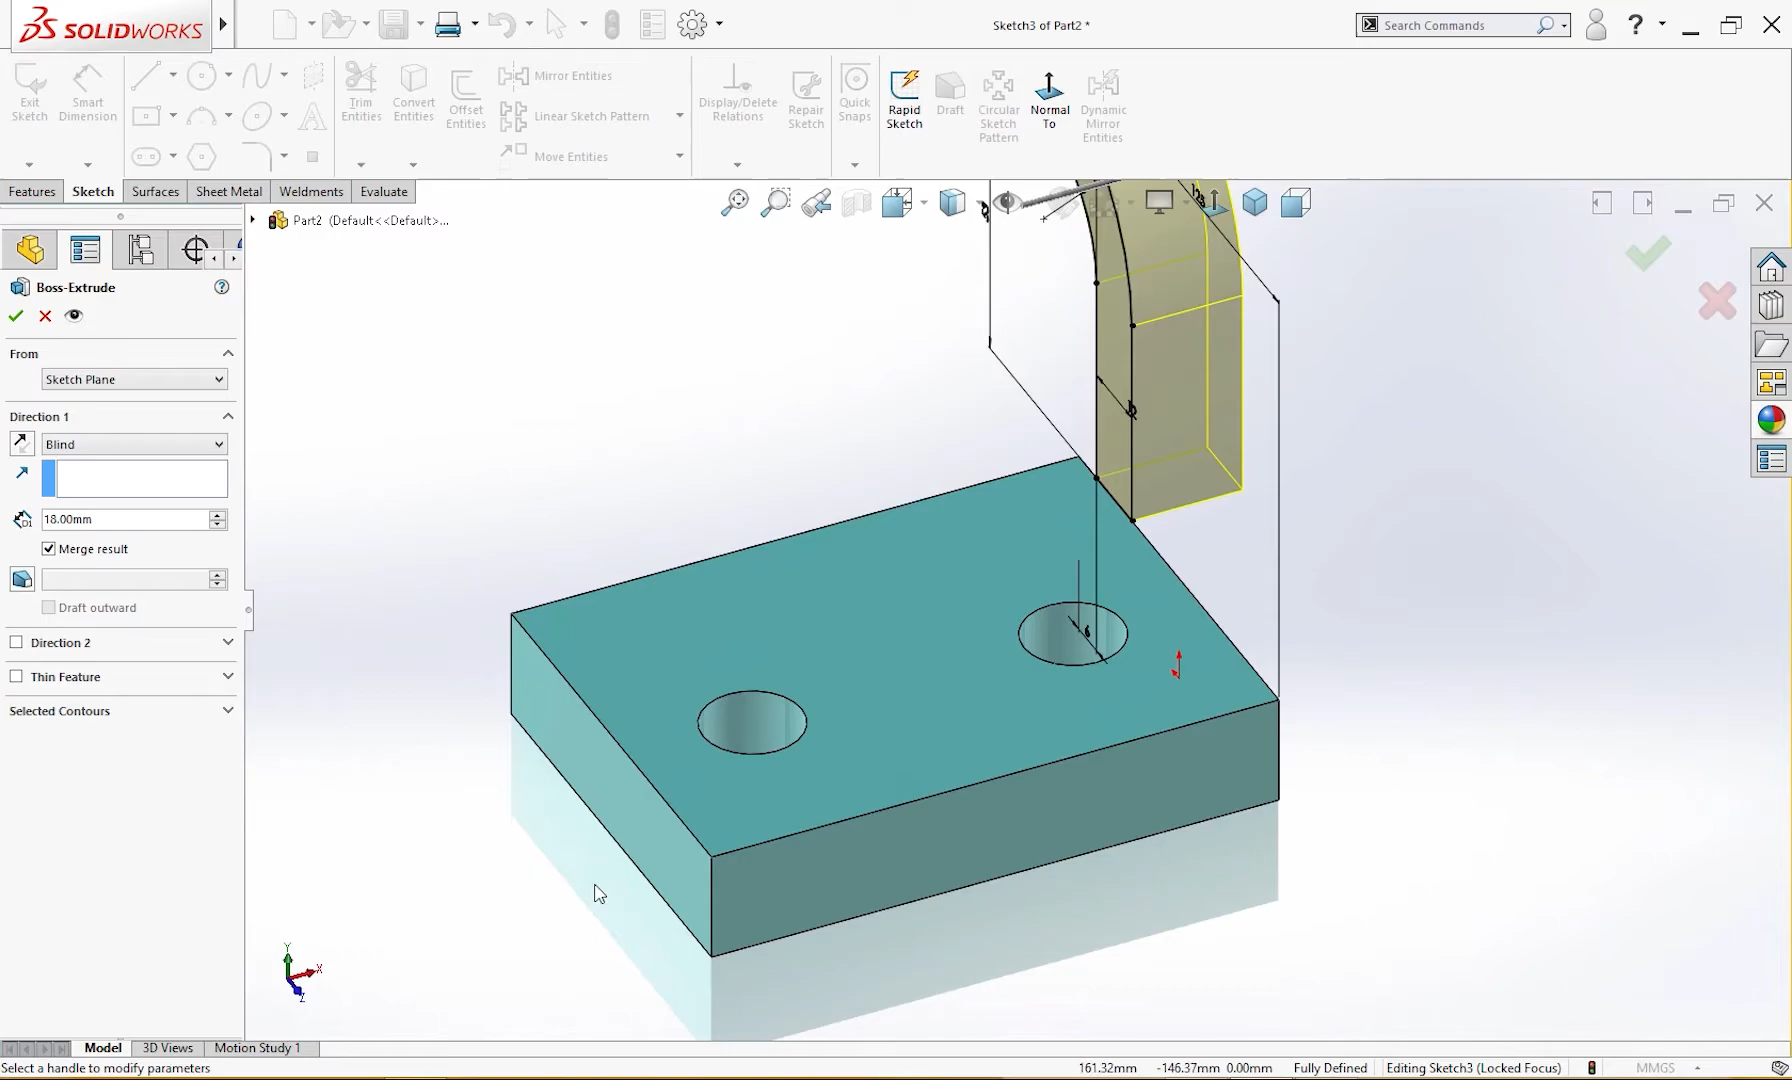 SOLIDWORKS
Sketch3 of Part2 *
Search Commands
?
Exit Sketch
Smart Dimension
Trim Entities
Convert Entities
Offset Entities
Mirror Entities
Linear Sketch Pattern
Move Entities
Display/Delete Relations
Repair Sketch
Quick Snaps
Rapid Sketch
Draft
Circular Sketch Pattern
Normal To
Dynamic Mirror Entities
Features
Sketch
Surfaces
Sheet Metal
Weldments
Evaluate
Part2 (Default<<Default>...
Boss-Extrude
From
Sketch Plane
Direction 1
Blind
D1
18.00mm
Merge result
Draft outward
Direction 2
Thin Feature
Selected Contours
6
Y
X
Z
Model
3D Views
Motion Study 1
Select a handle to modify parameters
161.32mm
-146.37mm
0.00mm
Fully Defined
Editing Sketch3 (Locked Focus)
MMGS